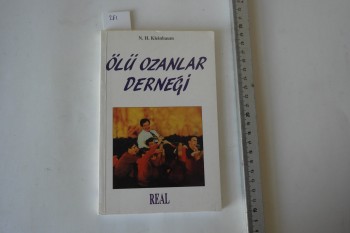 N. H. Kleinbaum
ÖLÜ OZANLAR
DERNEĞİ
REAL